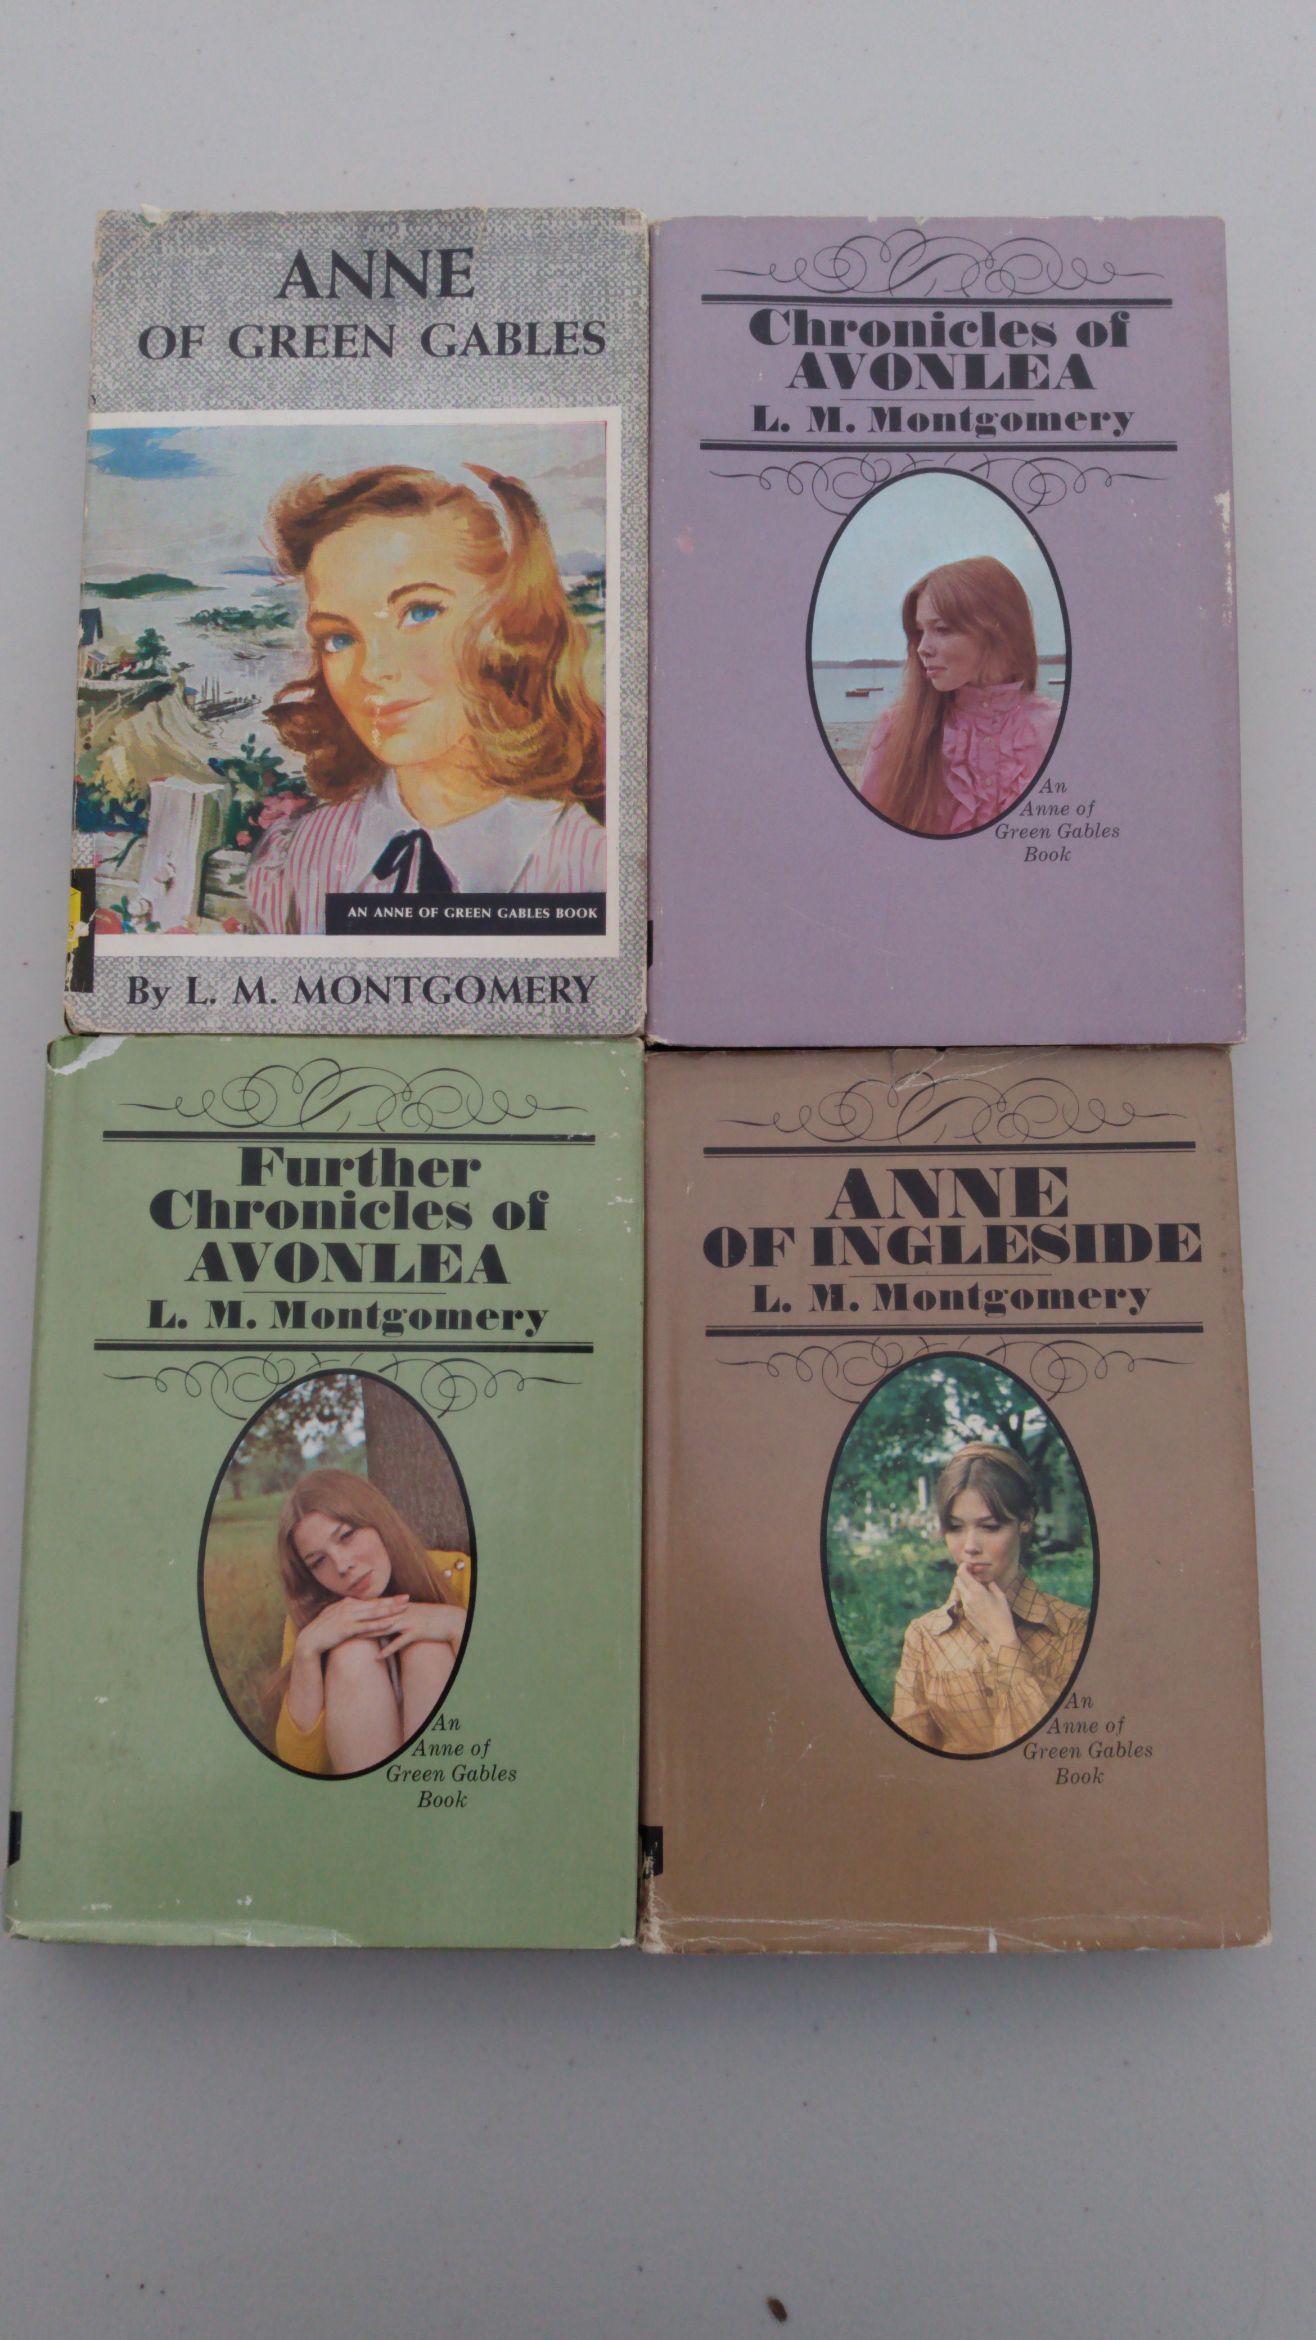 ANNE
OF GREEN GABLES
AN ANNE OF GREEN GABLES BOOK
By L. M. MONTGOMERY
Chronicles of
AVONLEA
L. M. Montgomery
An
Anne of
Green Gables
Book
Further
Chronicles of
AVONLEA
L. M. Montgomery
An
Anne of
Green Gables
Book
ANNE
OF INGLESIDE
L. M. Montgomery
An
Anne of
Green Gables
Book